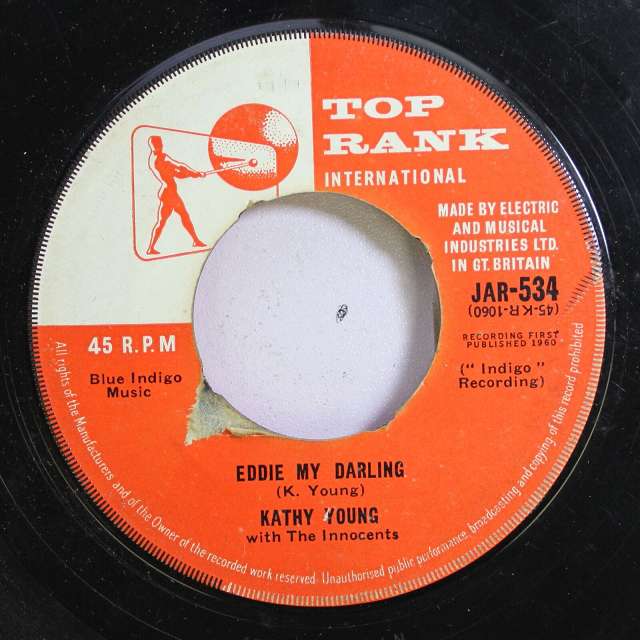 TOP
RANK
INTERNATIONAL
MADE BY ELECTRIC
AND MUSICAL
INDUSTRIES LTD.
IN GT. BRITAIN
JAR-534
(45-K-R-1060)
45 R.P.M
RECORDING FIRST
PUBLISHED 1960
Blue Indigo
Music
("Indigo"
Recording)
EDDIE MY DARLING
(K. Young)
KATHY YOUNG
with The Innocents
All rights of the Manufacturers and of the Owner of the recorded work reserved. Unauthorised public performance, broadcasting and copying of this record prohibited